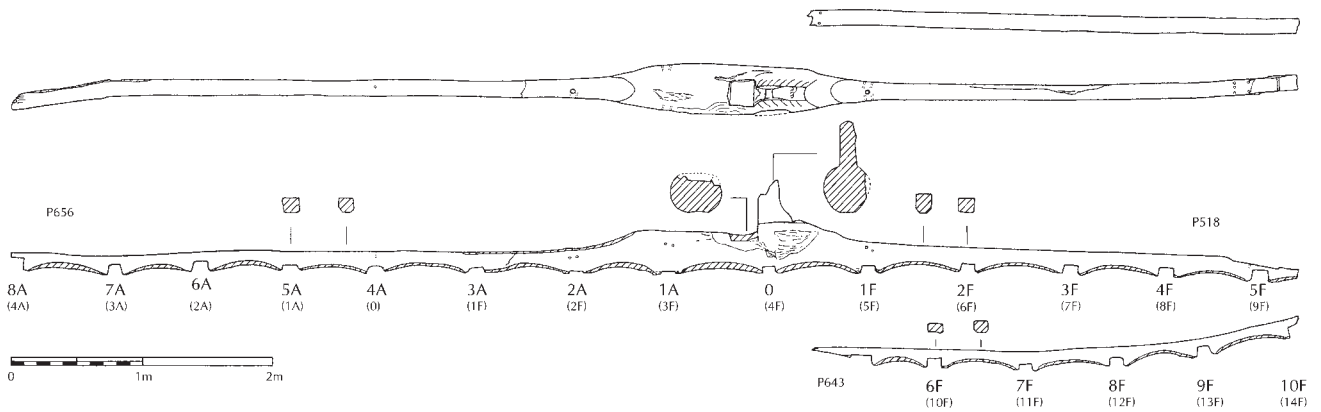 P656
P518
8A 7A 6A 5A 4A 3A 2A 1A 0 1F 2F 3F 4F 5F
(4A) (3A) (2A) (1A) (0) (1F) (2F) (3F) (4F) (5F) (6F) (7F) (8F) (9F)
0 1m 2m
P643
6F 7F 8F 9F 10F
(10F) (11F) (12F) (13F) (14F)